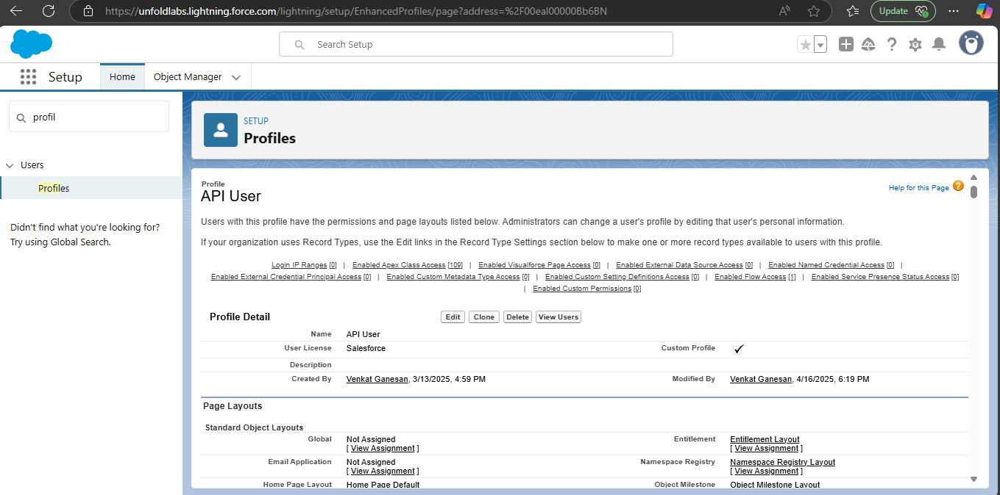 https://unfoldlabs.lightning.force.com/lightning/setup/EnhancedProfiles/page?address=%2F00eal00000Bb6BN
A
Update
Search Setup
Setup
Home
Object Manager
profil
Users
Profiles
Didn't find what you're looking for?
Try using Global Search.
SETUP
Profiles
Profile
API User
Help for this Page ?
Users with this profile have the permissions and page layouts listed below. Administrators can change a user's profile by editing that user's personal information.
If your organization uses Record Types, use the Edit links in the Record Type Settings section below to make one or more record types available to users with this profile.
Login IP Ranges [0] | Enabled Apex Class Access [109] | Enabled Visualforce Page Access [0] | Enabled External Data Source Access [0] | Enabled Named Credential Access [0] |
Enabled External Credential Principal Access [0] | Enabled Custom Metadata Type Access [0] | Enabled Custom Setting Definitions Access [0] | Enabled Flow Access [1] | Enabled Service Presence Status Access [0]
| Enabled Custom Permissions [0]
Profile Detail Edit Clone Delete View Users
Name API User
User License Salesforce Custom Profile
Description
Created By Venkat Ganesan, 3/13/2025, 4:59 PM Modified By Venkat Ganesan, 4/16/2025, 6:19 PM
Page Layouts
Standard Object Layouts
Global Not Assigned Entitlement Entitlement Layout
[ View Assignment ] [ View Assignment ]
Email Application Not Assigned Namespace Registry Namespace Registry Layout
[ View Assignment ] [ View Assignment ]
Home Page Layout Home Page Default Object Milestone Object Milestone Layout